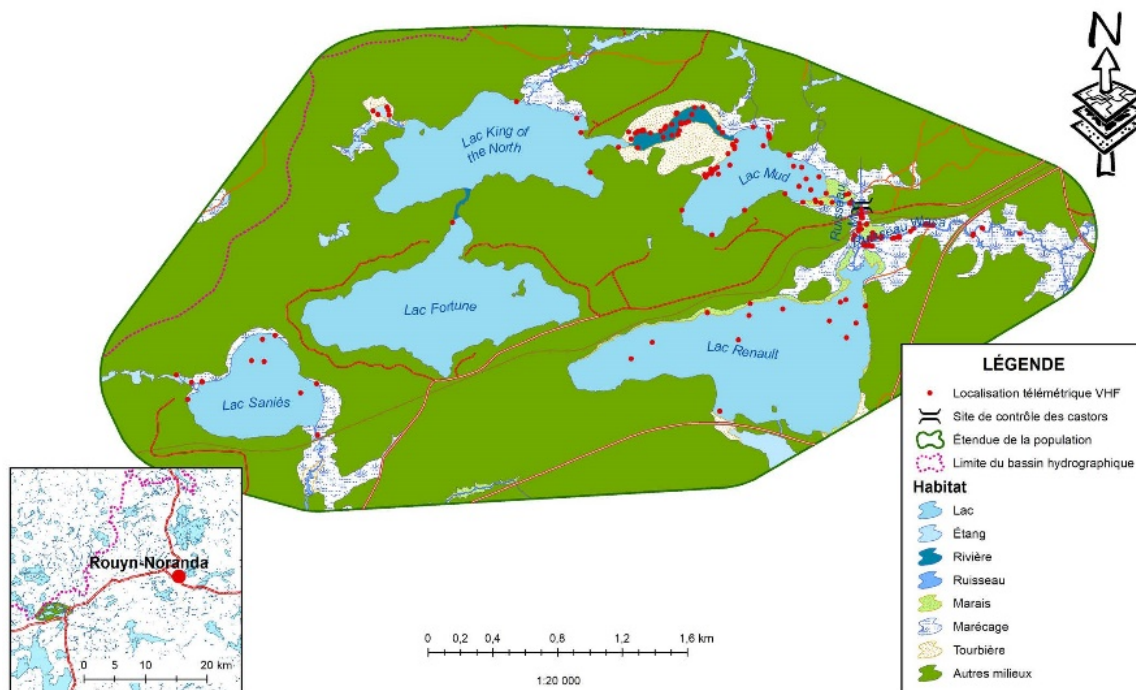 N
Lac King of
the North
Lac Mud
Ruisseau
Ruisseau Wasa
Lac Fortune
Lac Renault
Lac Saniès
LÉGENDE
Localisation télémétrique VHF
Site de contrôle des castors
Étendue de la population
Limite du bassin hydrographique
Habitat
Lac
Étang
Rivière
Ruisseau
Marais
Marécage
Tourbière
Autres milieux
Rouyn-Noranda
0 5 10 20 km
0 0,2 0,4 0,8 1,2 1,6 km
1:20 000